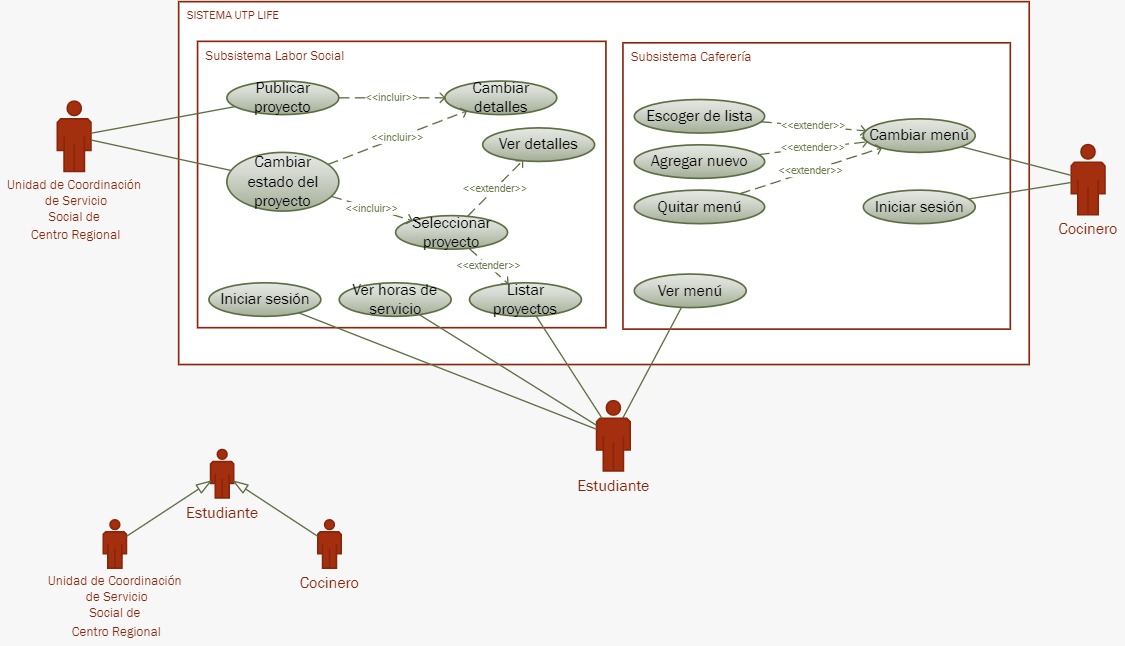 SISTEMA UTP LIFE
Subsistema Labor Social
Publicar
proyecto
<<incluir>>
Cambiar
detalles
<<incluir>>
Ver detalles
Cambiar
estado del
proyecto
<<extender>>
<<incluir>>
Seleccionar
proyecto
<<extender>>
Iniciar sesión
Ver horas de
servicio
Listar
proyectos
Subsistema Caferería
Escoger de lista
<<extender>>
Cambiar menú
Agregar nuevo
<<extender>>
<<extender>>
Quitar menú
Iniciar sesión
Ver menú
Unidad de Coordinación
de Servicio
Social de
Centro Regional
Cocinero
Estudiante
Estudiante
Unidad de Coordinación
de Servicio
Social de
Centro Regional
Cocinero